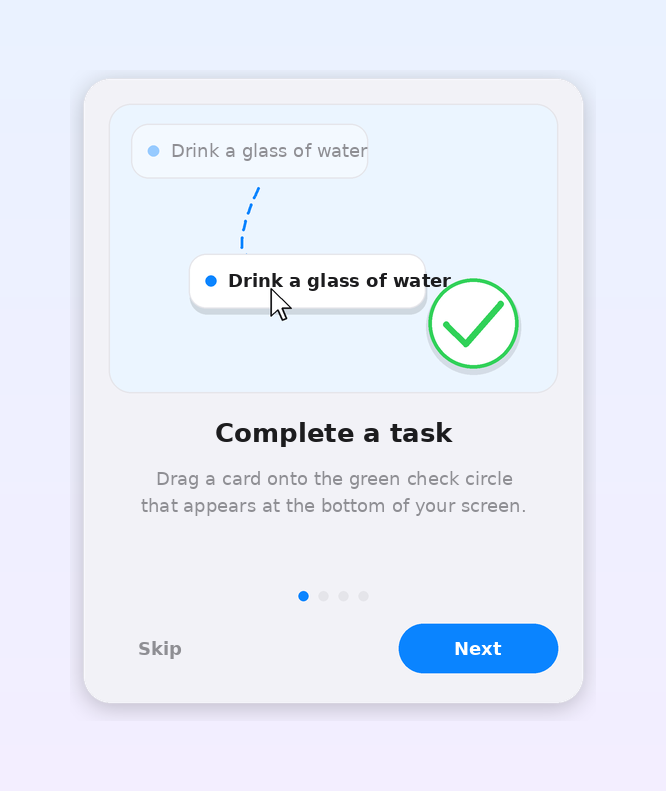 Drink a glass of water
Drink a glass of water
Complete a task
Drag a card onto the green check circle
that appears at the bottom of your screen.
Skip
Next